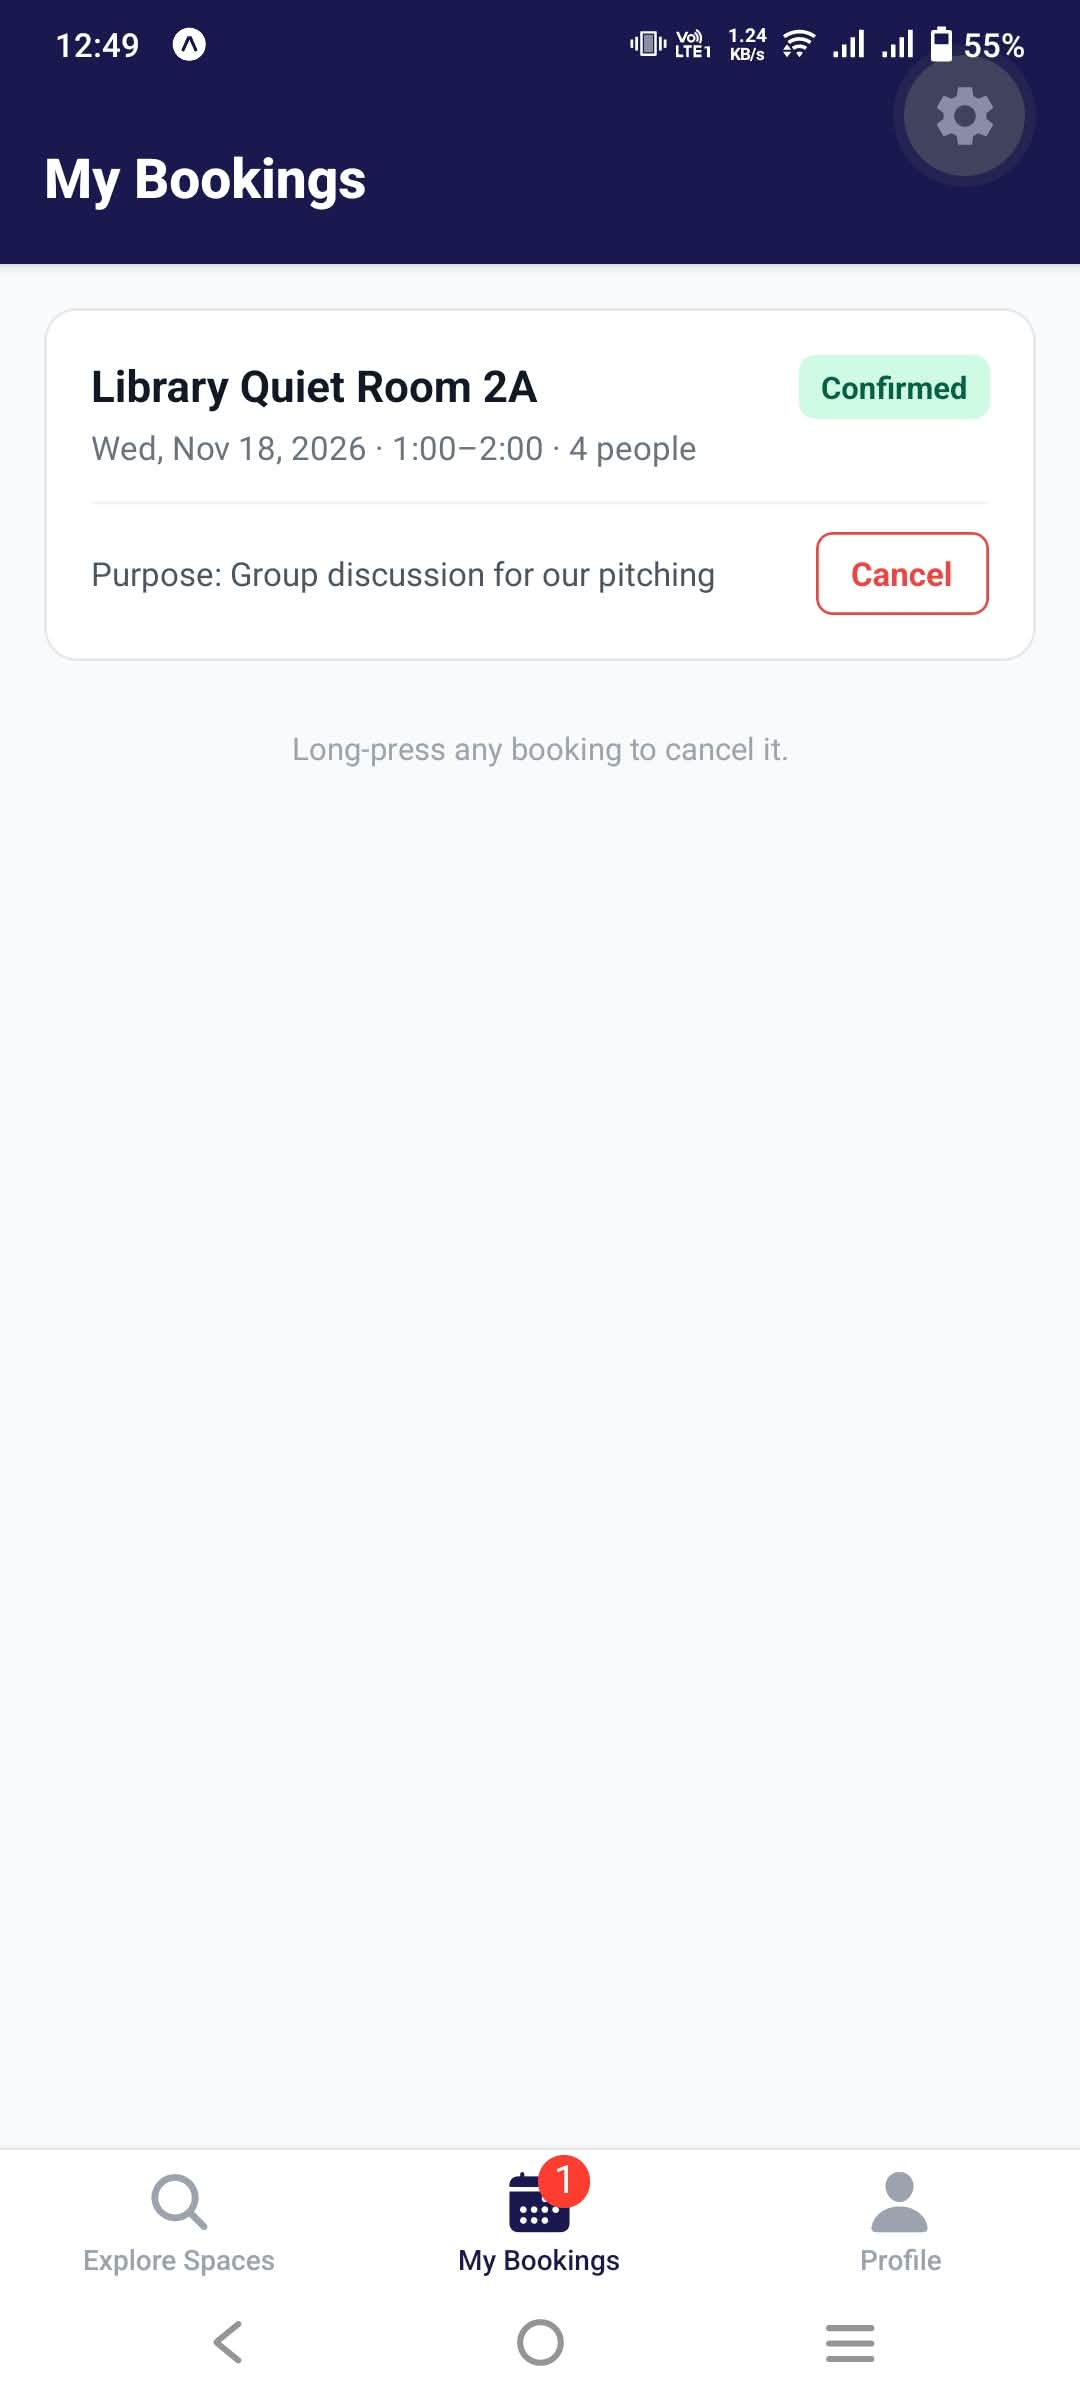 12:49
Vo)) LTE1 1.24 KB/s 55%
My Bookings
Library Quiet Room 2A
Confirmed
Wed, Nov 18, 2026 · 1:00–2:00 · 4 people
Purpose: Group discussion for our pitching
Cancel
Long-press any booking to cancel it.
1
Explore Spaces
My Bookings
Profile